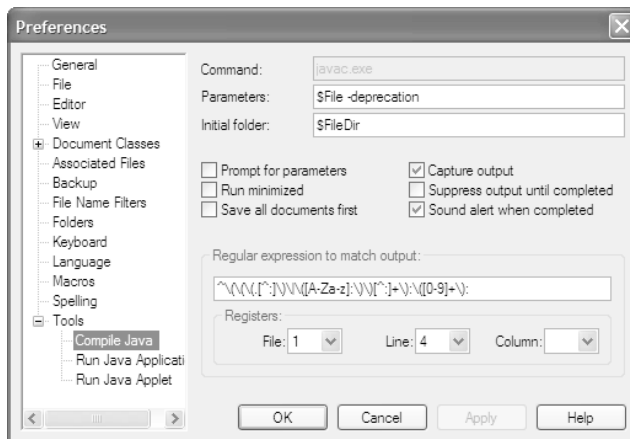 Preferences
General
File
Editor
View
Document Classes
Associated Files
Backup
File Name Filters
Folders
Keyboard
Language
Macros
Spelling
Tools
Compile Java
Run Java Applicati
Run Java Applet
Command: javac.exe
Parameters: $File -deprecation
Initial folder: $FileDir
Prompt for parameters
Capture output
Run minimized
Suppress output until completed
Save all documents first
Sound alert when completed
Regular expression to match output:
^\(\(\(.[^:]\)\|\([A-Za-z]:\)\)[^:]+\):\([0-9]+\):
Registers:
File: 1 Line: 4 Column:
OK Cancel Apply Help